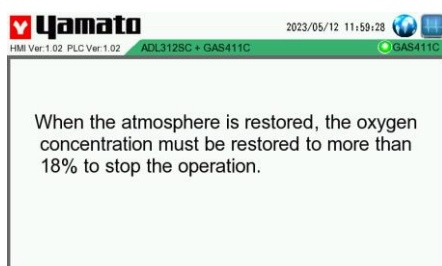 Yamato
2023/05/12 11:59:28
HMI Ver:1.02 PLC Ver:1.02 ADL312SC + GAS411C GAS411C
When the atmosphere is restored, the oxygen
concentration must be restored to more than
18% to stop the operation.